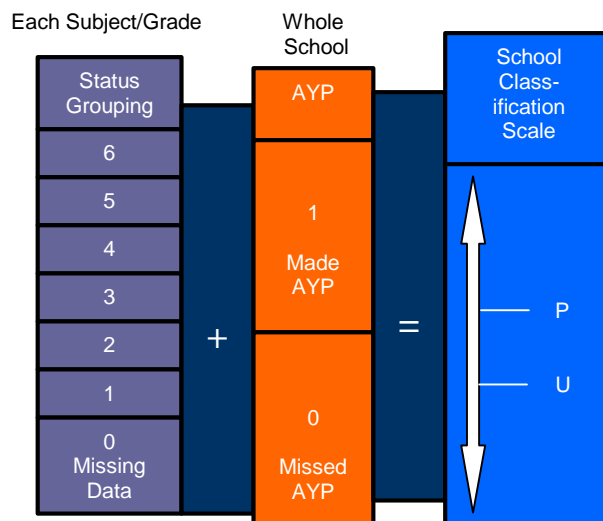 Each Subject/Grade
Status
Grouping
6
5
4
3
2
1
0
Missing
Data
+
Whole
School
AYP
1
Made
AYP
0
Missed
AYP
=
School
Class-
ification
Scale
P
U